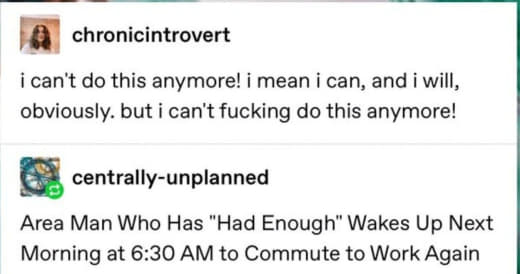 chronicintrovert
i can't do this anymore! i mean i can, and i will,
obviously. but i can't fucking do this anymore!
centrally-unplanned
Area Man Who Has "Had Enough" Wakes Up Next
Morning at 6:30 AM to Commute to Work Again